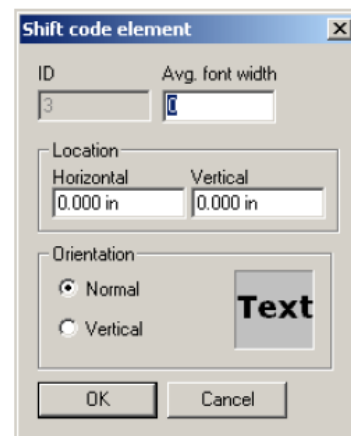 Shift code element
ID Avg. font width
3 0
Location
Horizontal Vertical
0.000 in 0.000 in
Orientation
Normal
Text
Vertical
OK Cancel